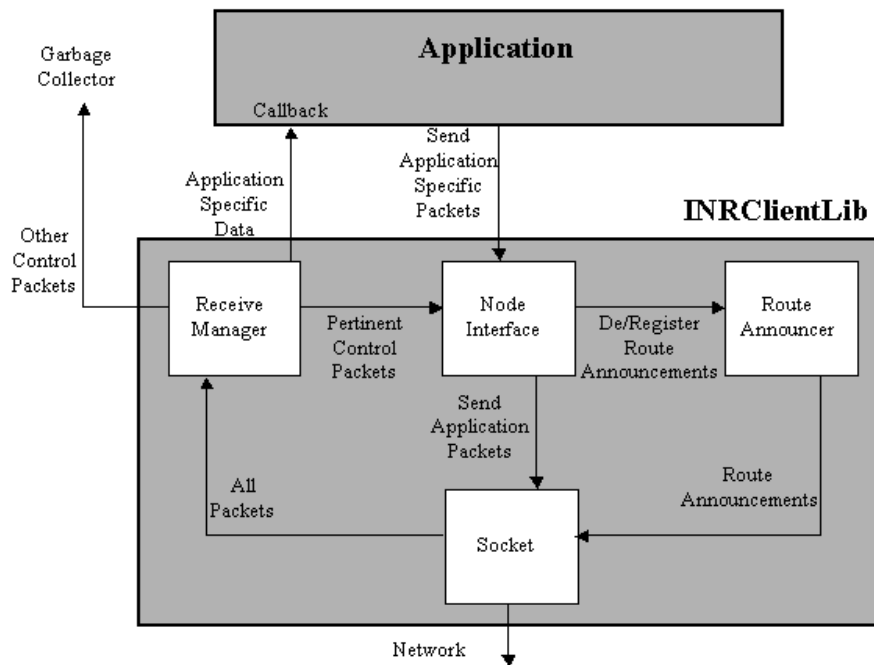 Application
Garbage
Collector
Callback
Send
Application
Specific
Packets
Application
Specific
Data
INRClientLib
Other
Control
Packets
Receive
Manager
Pertinent
Control
Packets
Node
Interface
De/Register
Route
Announcements
Route
Announcer
Send
Application
Packets
All
Packets
Route
Announcements
Socket
Network